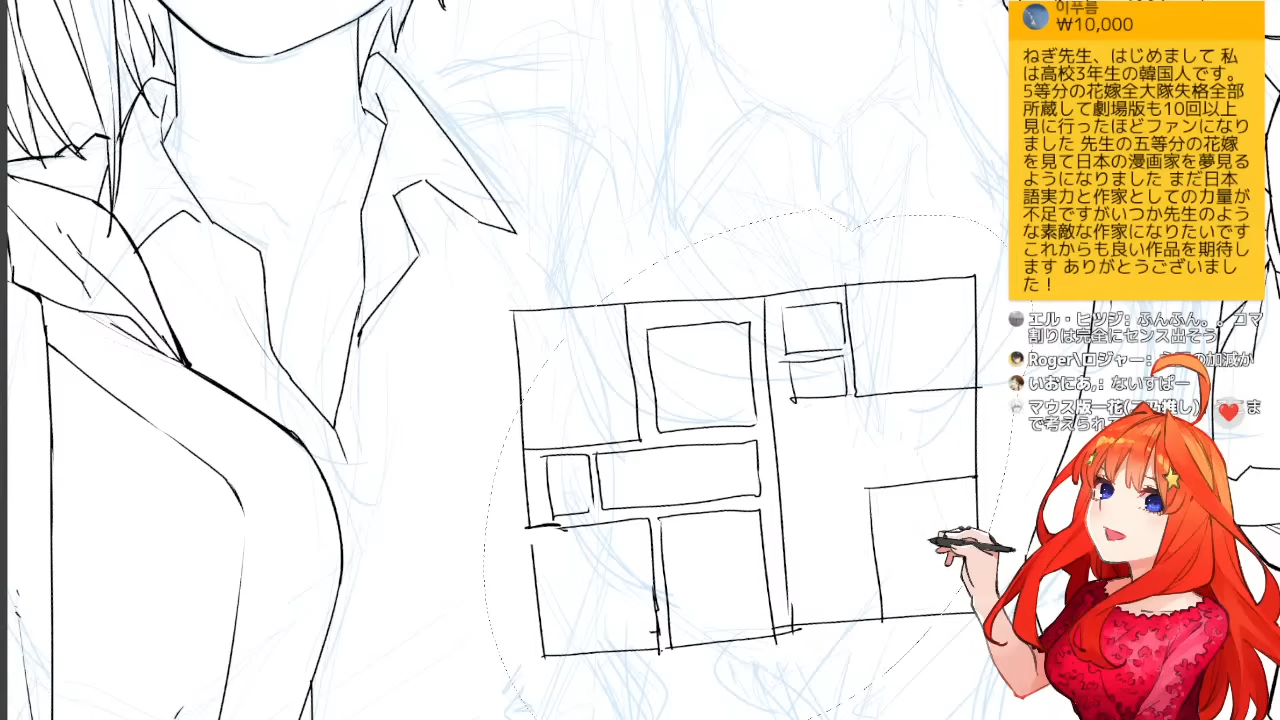 이푸름
₩10,000
ねぎ先生、はじめまして 私
は高校3年生の韓国人です。
5等分の花嫁全大隊失格全部
所蔵して劇場版も10回以上
見に行ったほどファンになり
ました 先生の五等分の花嫁
を見て日本の漫画家を夢見る
ようになりました まだ日本
語実力と作家としての力量が
不足ですがいつか先生のよう
な素敵な作家になりたいです
これからも良い作品を期待し
ます ありがとうございまし
た！
エル・ヒツジ: ふんふん。。コマ
割りは完全にセンス出そう
Roger\ロジャー: の加減か
いおにあ,: ないすぱー
マウス版一花(二乃推し): ま
で考えられ